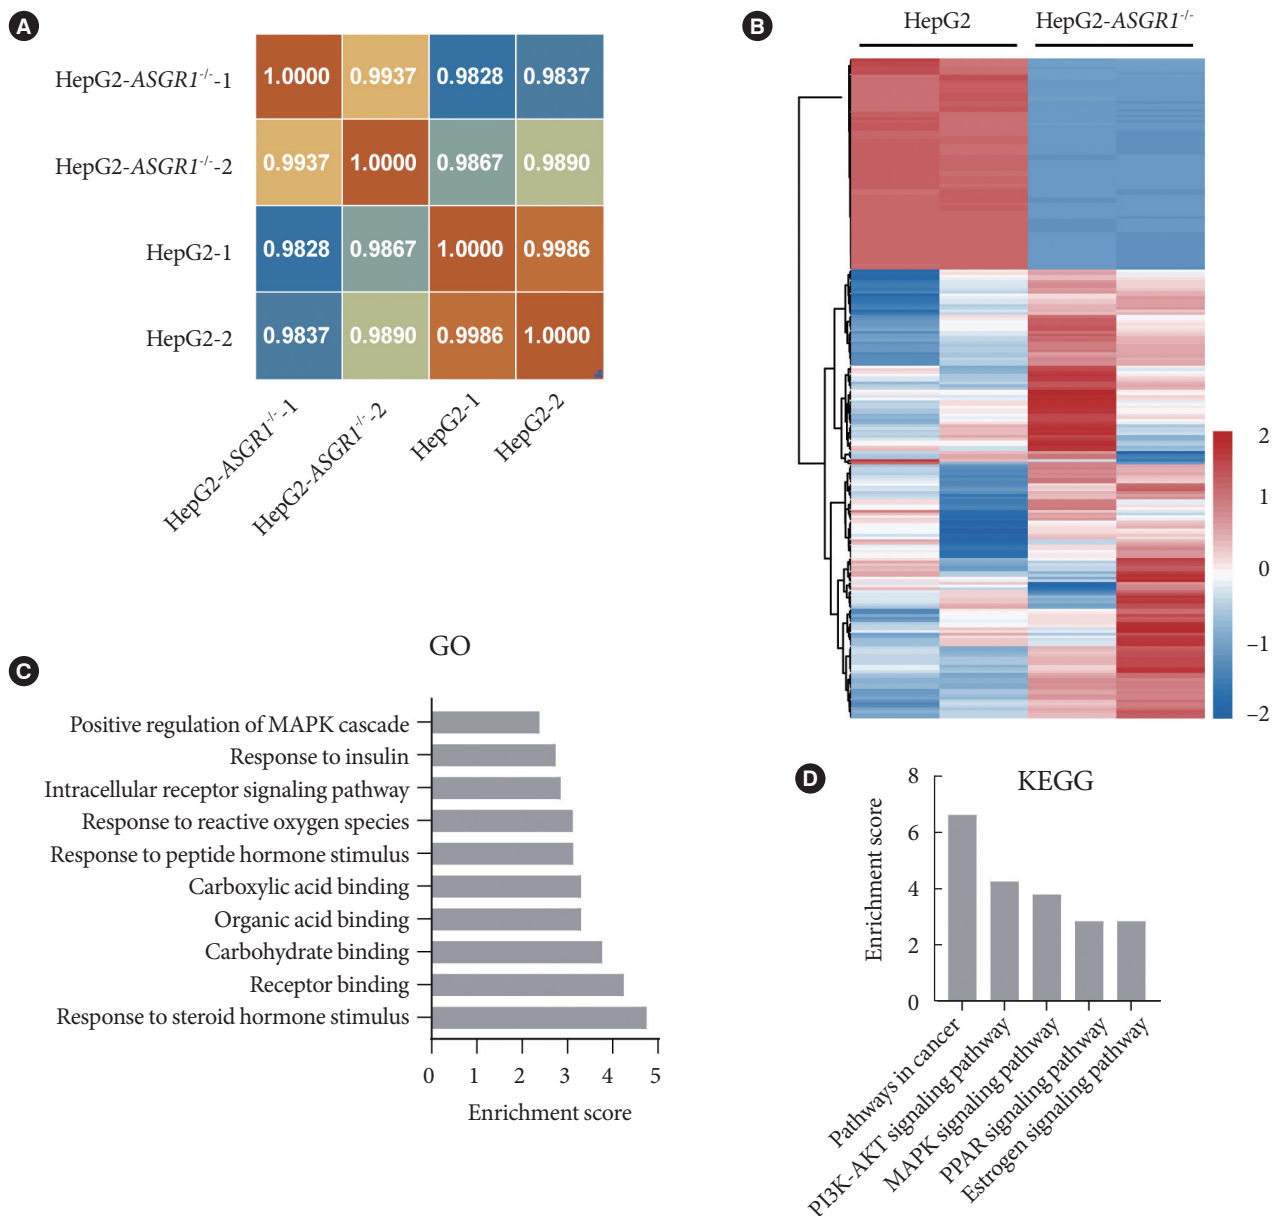 A
HepG2-ASGR1-/--1
1.0000 0.9937 0.9828 0.9837
HepG2-ASGR1-/--2
0.9937 1.0000 0.9867 0.9890
HepG2-1
0.9828 0.9867 1.0000 0.9986
HepG2-2
0.9837 0.9890 0.9986 1.0000
HepG2-ASGR1-/--1
HepG2-ASGR1-/--2
HepG2-1
HepG2-2
B
HepG2 HepG2-ASGR1-/-
2
1
0
–1
–2
C
GO
Positive regulation of MAPK cascade
Response to insulin
Intracellular receptor signaling pathway
Response to reactive oxygen species
Response to peptide hormone stimulus
Carboxylic acid binding
Organic acid binding
Carbohydrate binding
Receptor binding
Response to steroid hormone stimulus
0 1 2 3 4 5
Enrichment score
D
KEGG
Enrichment score
8
6
4
2
0
Pathways in cancer
PI3K-AKT signaling pathway
MAPK signaling pathway
PPAR signaling pathway
Estrogen signaling pathway